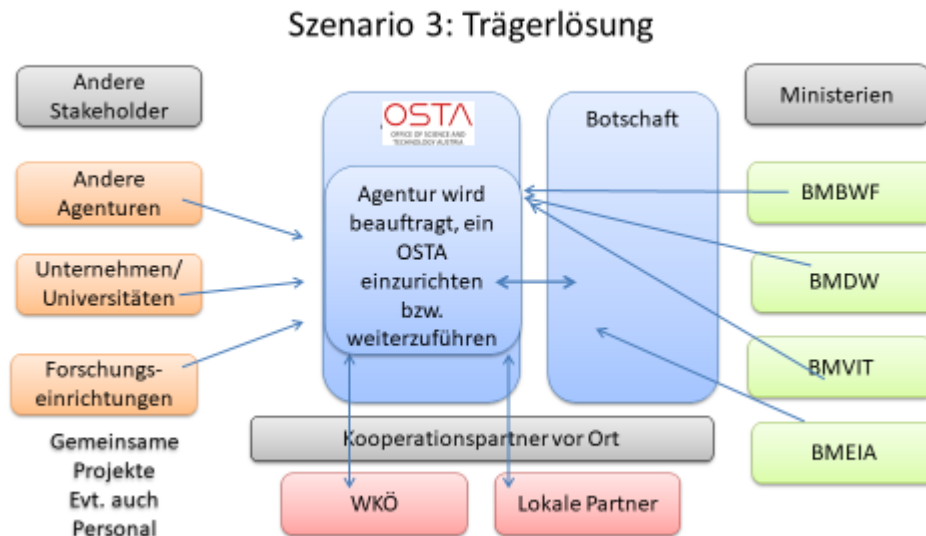 Szenario 3: Trägerlösung
Andere
Stakeholder
Andere
Agenturen
Unternehmen/
Universitäten
Forschungs-
einrichtungen
Gemeinsame
Projekte
Evt. auch
Personal
OSTA
OFFICE OF SCIENCE AND
TECHNOLOGY AUSTRIA
Agentur wird
beauftragt, ein
OSTA
einzurichten
bzw.
weiterzuführen
Botschaft
Ministerien
BMBWF
BMDW
BMVIT
BMEIA
Kooperationspartner vor Ort
WKÖ
Lokale Partner